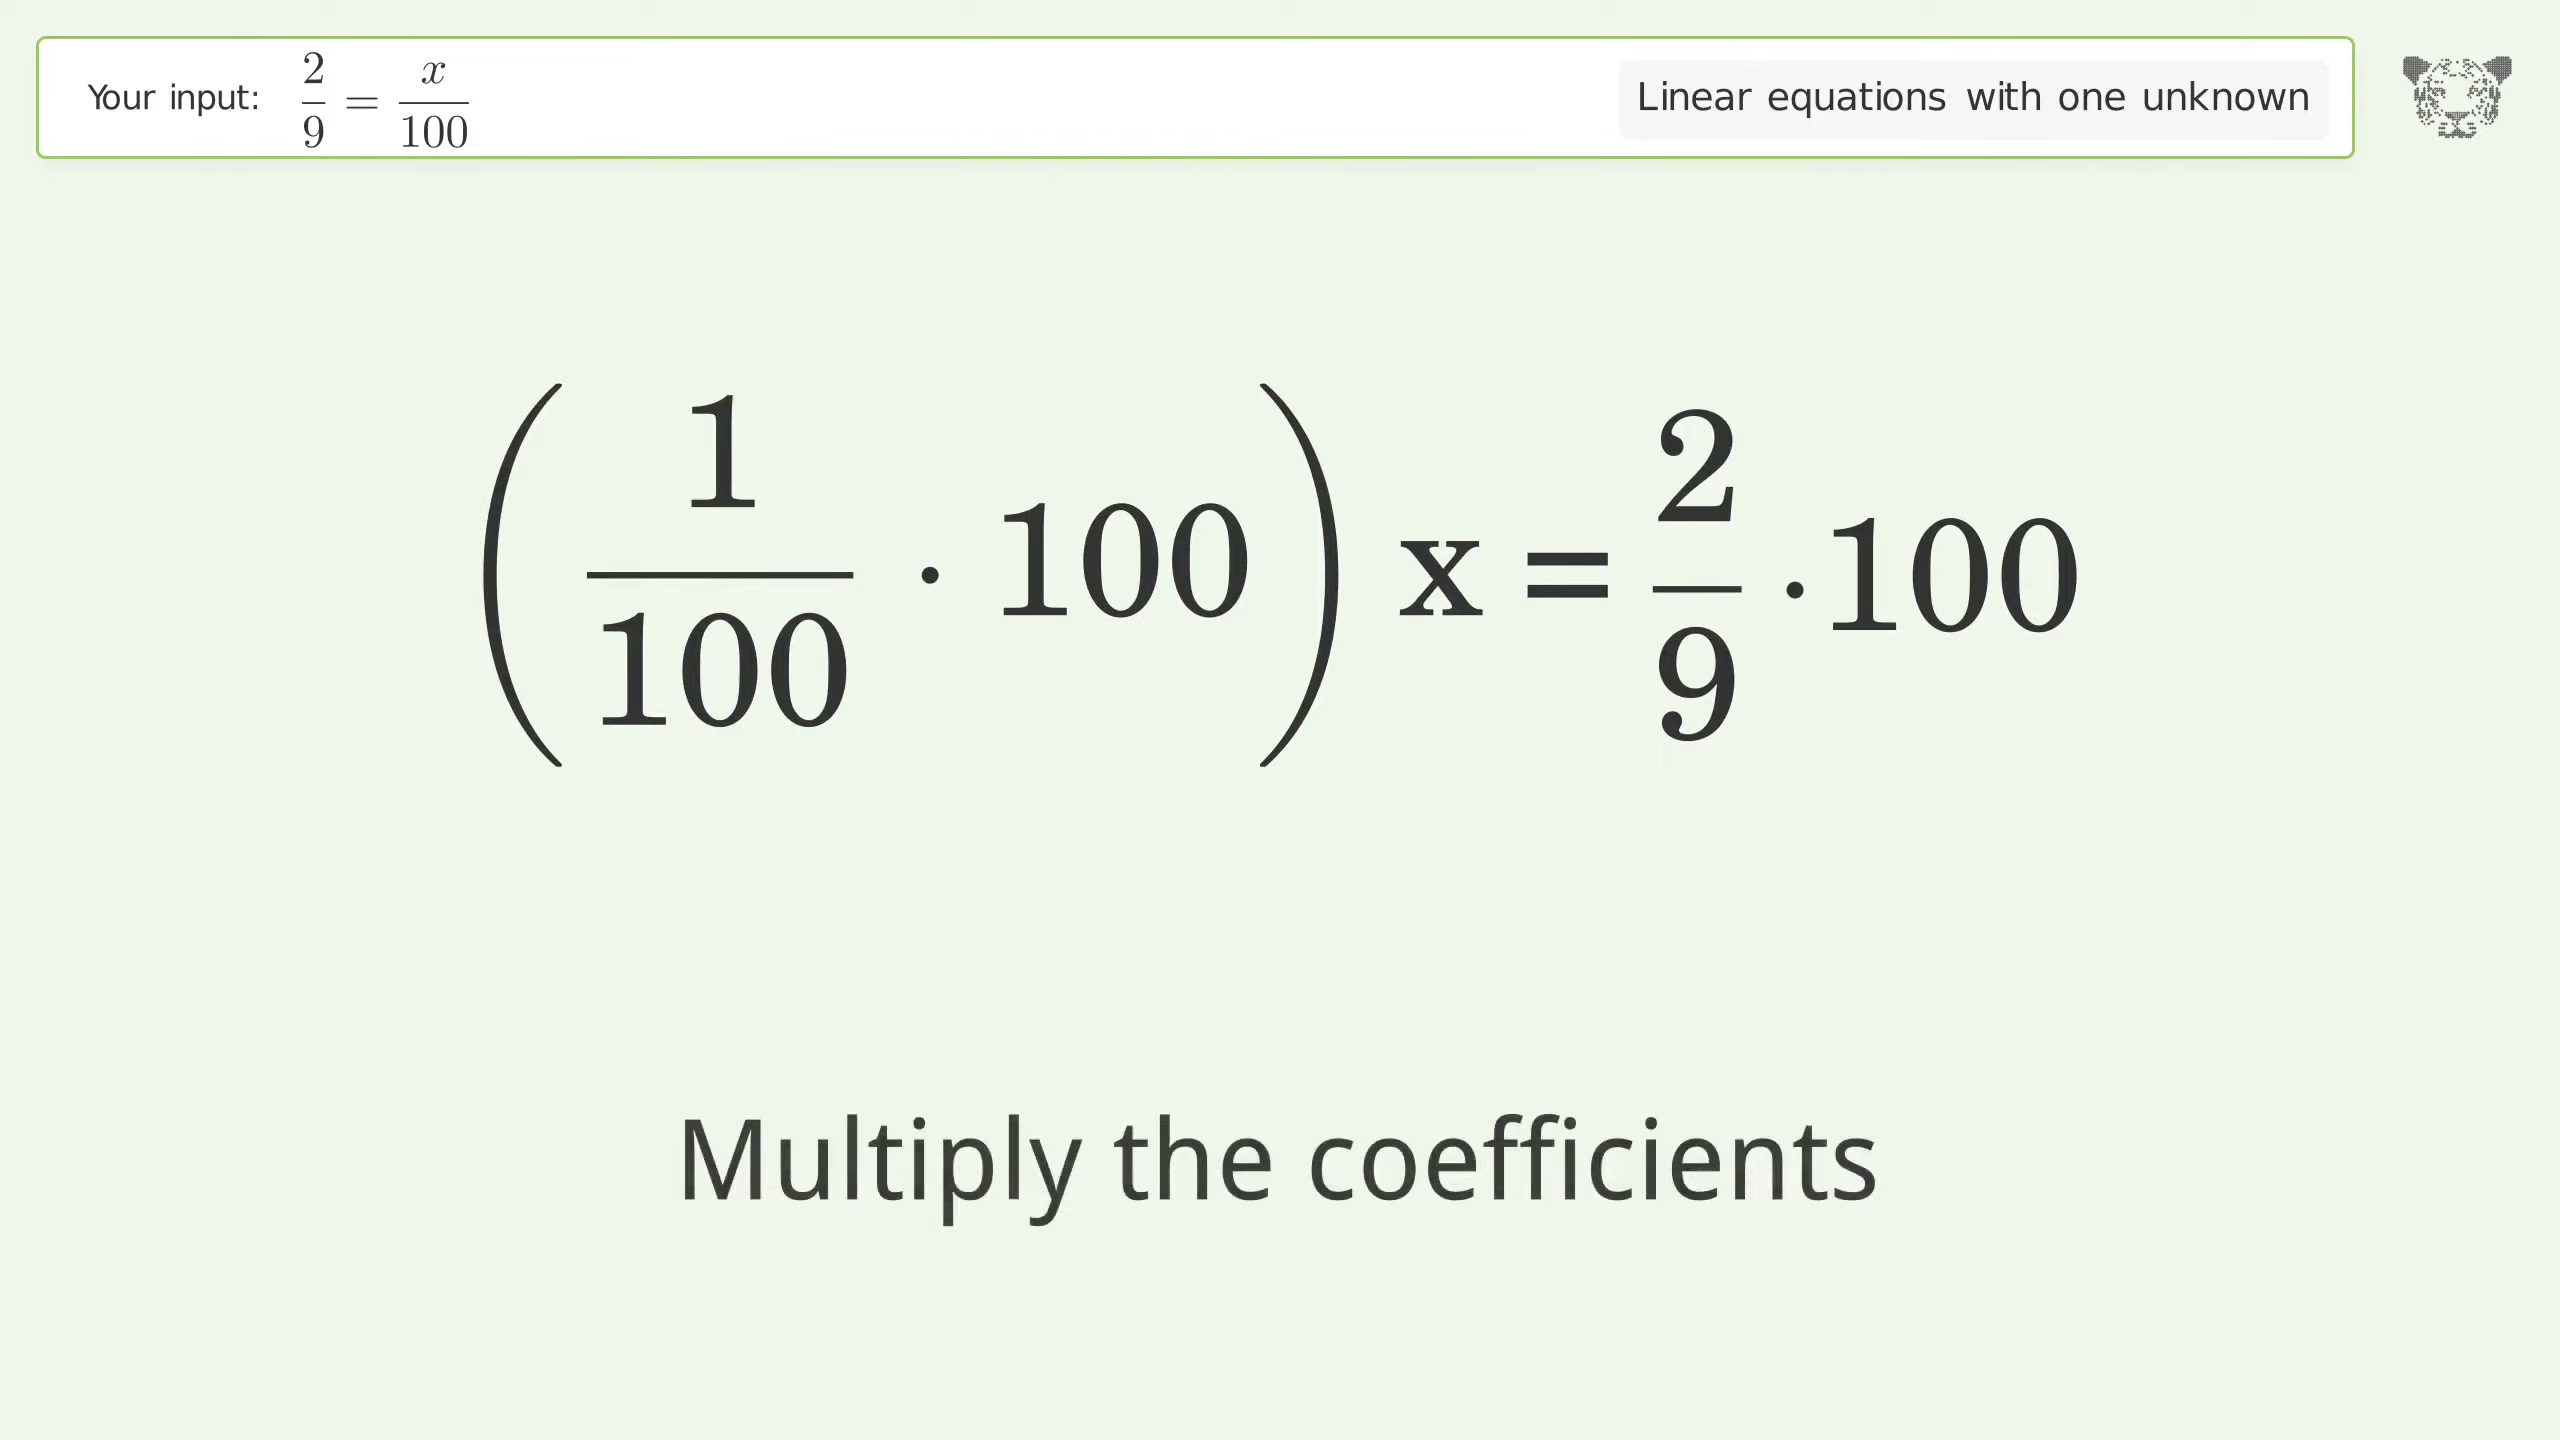 Your input: 2/9 = x/100
Linear equations with one unknown
(1/100 · 100) x = 2/9 · 100
Multiply the coefficients